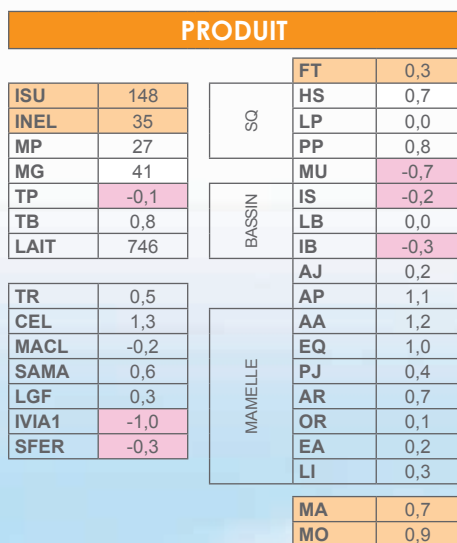 PRODUIT
ISU 148
INEL 35
MP 27
MG 41
TP -0,1
TB 0,8
LAIT 746
TR 0,5
CEL 1,3
MACL -0,2
SAMA 0,6
LGF 0,3
IVIA1 -1,0
SFER -0,3
FT 0,3
SQ
HS 0,7
LP 0,0
PP 0,8
MU -0,7
BASSIN
IS -0,2
LB 0,0
IB -0,3
AJ 0,2
AP 1,1
MAMELLE
AA 1,2
EQ 1,0
PJ 0,4
AR 0,7
OR 0,1
EA 0,2
LI 0,3
MA 0,7
MO 0,9